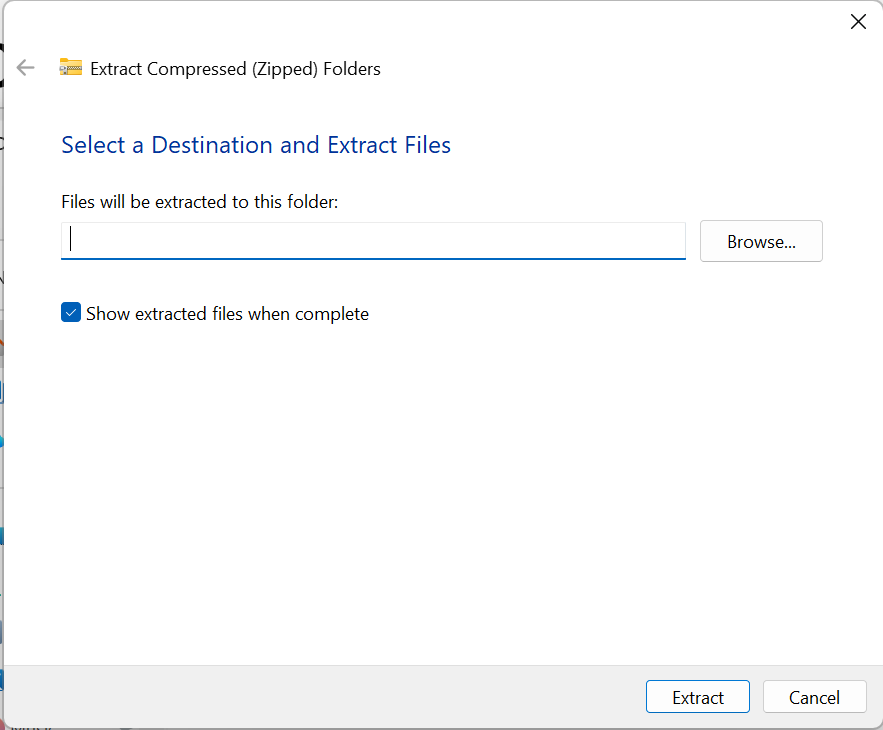 Extract Compressed (Zipped) Folders
Select a Destination and Extract Files
Files will be extracted to this folder:
Browse...
Show extracted files when complete
Extract
Cancel